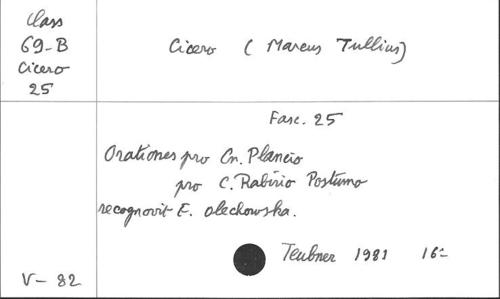 Class
69-B
Cicero
25
Cicero (Marcus Tullius)
Fasc. 25
Orationes pro Cn. Plancio
pro C. Rabirio Postumo
recognovit E. Olechowska.
Teubner 1981 16-
V-82